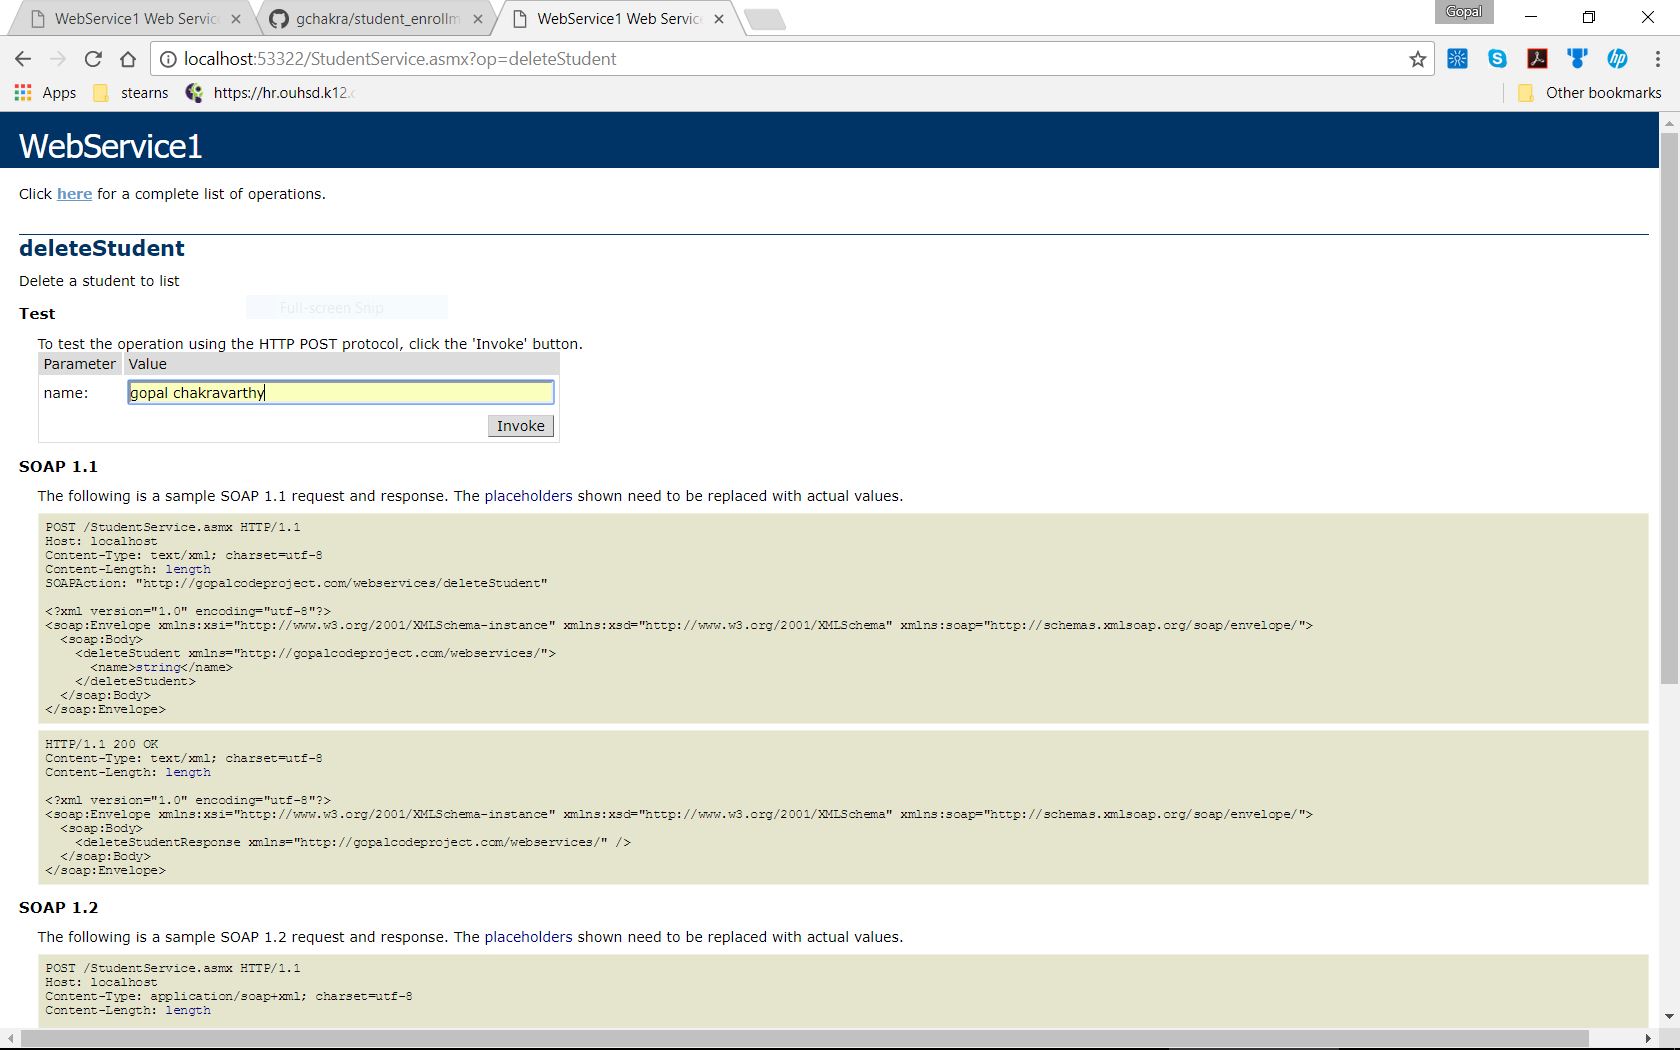 WebService1 Web Servic
gchakra/student_enrollm
WebService1 Web Servic
Gopal
localhost:53322/StudentService.asmx?op=deleteStudent
Apps
stearns
https://hr.ouhsd.k12.c
Other bookmarks
WebService1
Click here for a complete list of operations.
deleteStudent
Delete a student to list
Full-screen Snip
Test
To test the operation using the HTTP POST protocol, click the 'Invoke' button.
Parameter Value
name: gopal chakravarthy
Invoke
SOAP 1.1
The following is a sample SOAP 1.1 request and response. The placeholders shown need to be replaced with actual values.
POST /StudentService.asmx HTTP/1.1
Host: localhost
Content-Type: text/xml; charset=utf-8
Content-Length: length
SOAPAction: "http://gopalcodeproject.com/webservices/deleteStudent"
<?xml version="1.0" encoding="utf-8"?>
<soap:Envelope xmlns:xsi="http://www.w3.org/2001/XMLSchema-instance" xmlns:xsd="http://www.w3.org/2001/XMLSchema" xmlns:soap="http://schemas.xmlsoap.org/soap/envelope/">
<soap:Body>
<deleteStudent xmlns="http://gopalcodeproject.com/webservices/">
<name>string</name>
</deleteStudent>
</soap:Body>
</soap:Envelope>
HTTP/1.1 200 OK
Content-Type: text/xml; charset=utf-8
Content-Length: length
<?xml version="1.0" encoding="utf-8"?>
<soap:Envelope xmlns:xsi="http://www.w3.org/2001/XMLSchema-instance" xmlns:xsd="http://www.w3.org/2001/XMLSchema" xmlns:soap="http://schemas.xmlsoap.org/soap/envelope/">
<soap:Body>
<deleteStudentResponse xmlns="http://gopalcodeproject.com/webservices/" />
</soap:Body>
</soap:Envelope>
SOAP 1.2
The following is a sample SOAP 1.2 request and response. The placeholders shown need to be replaced with actual values.
POST /StudentService.asmx HTTP/1.1
Host: localhost
Content-Type: application/soap+xml; charset=utf-8
Content-Length: length